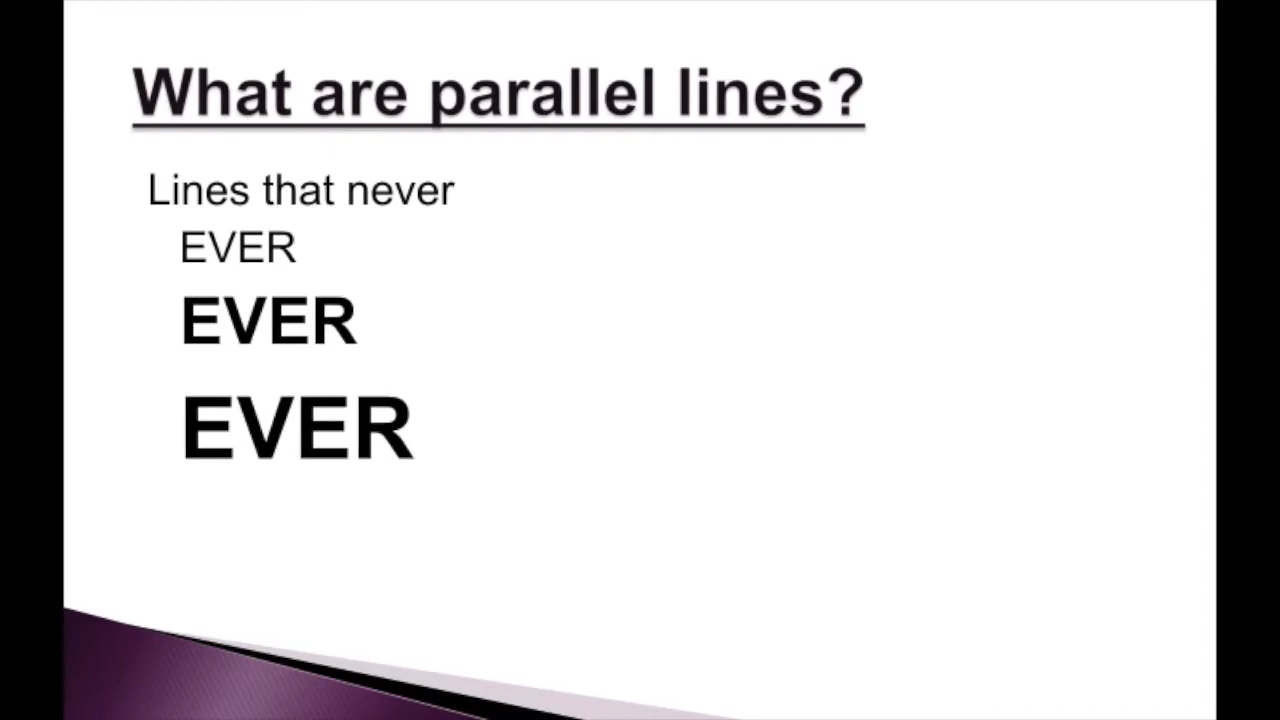 What are parallel lines?
Lines that never
EVER
EVER
EVER